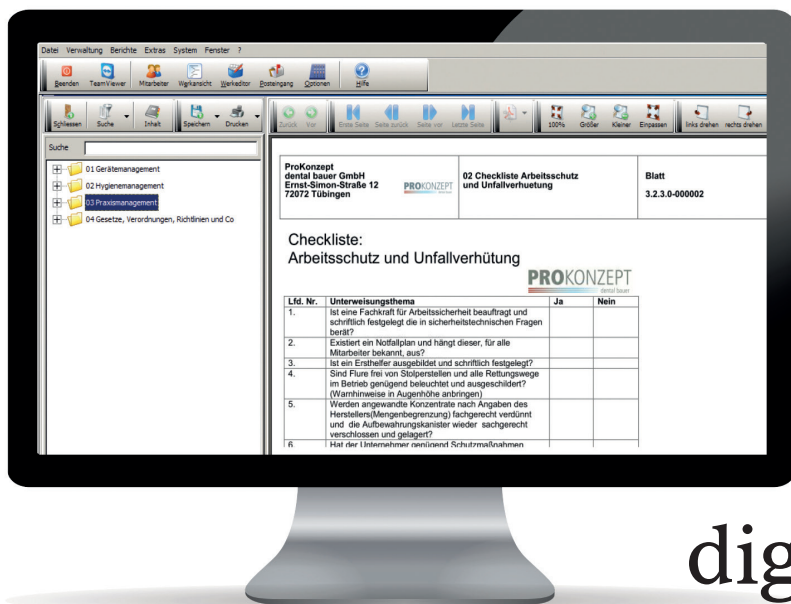 Datei Verwaltung Berichte Extras System Fenster ?
Beenden TeamViewer Mitarbeiter Werkansicht Werkeditor Posteingang Optionen Hilfe
Schliessen Suche Inhalt Speichern Drucken
Zurück Vor Erste Seite Seite zurück Seite vor Letzte Seite 100% Größer Kleiner Einpassen links drehen rechts drehen
Suche
01 Gerätemanagement
02 Hygienemanagement
03 Praxismanagement
04 Gesetze, Verordnungen, Richtlinien und Co
ProKonzept
dental bauer GmbH
Ernst-Simon-Straße 12
72072 Tübingen
PROKONZEPT
02 Checkliste Arbeitsschutz
und Unfallverhuetung
Blatt
3.2.3.0-000002
Checkliste:
Arbeitsschutz und Unfallverhütung
PROKONZEPT
dental bauer
Lfd. Nr. Unterweisungsthema Ja Nein
1. Ist eine Fachkraft für Arbeitssicherheit beauftragt und
schriftlich festgelegt die in sicherheitstechnischen Fragen
berät?
2. Existiert ein Notfallplan und hängt dieser, für alle
Mitarbeiter bekannt, aus?
3. Ist ein Ersthelfer ausgebildet und schriftlich festgelegt?
4. Sind Flure frei von Stolperstellen und alle Rettungswege
im Betrieb genügend beleuchtet und ausgeschildert?
(Warnhinweise in Augenhöhe anbringen)
5. Werden angewandte Konzentrate nach Angaben des
Herstellers(Mengenbegrenzung) fachgerecht verdünnt
und die Aufbewahrungskanister wieder sachgerecht
verschlossen und gelagert?
6. Hat der Unternehmer genügend Schutzmaßnahmen
dig